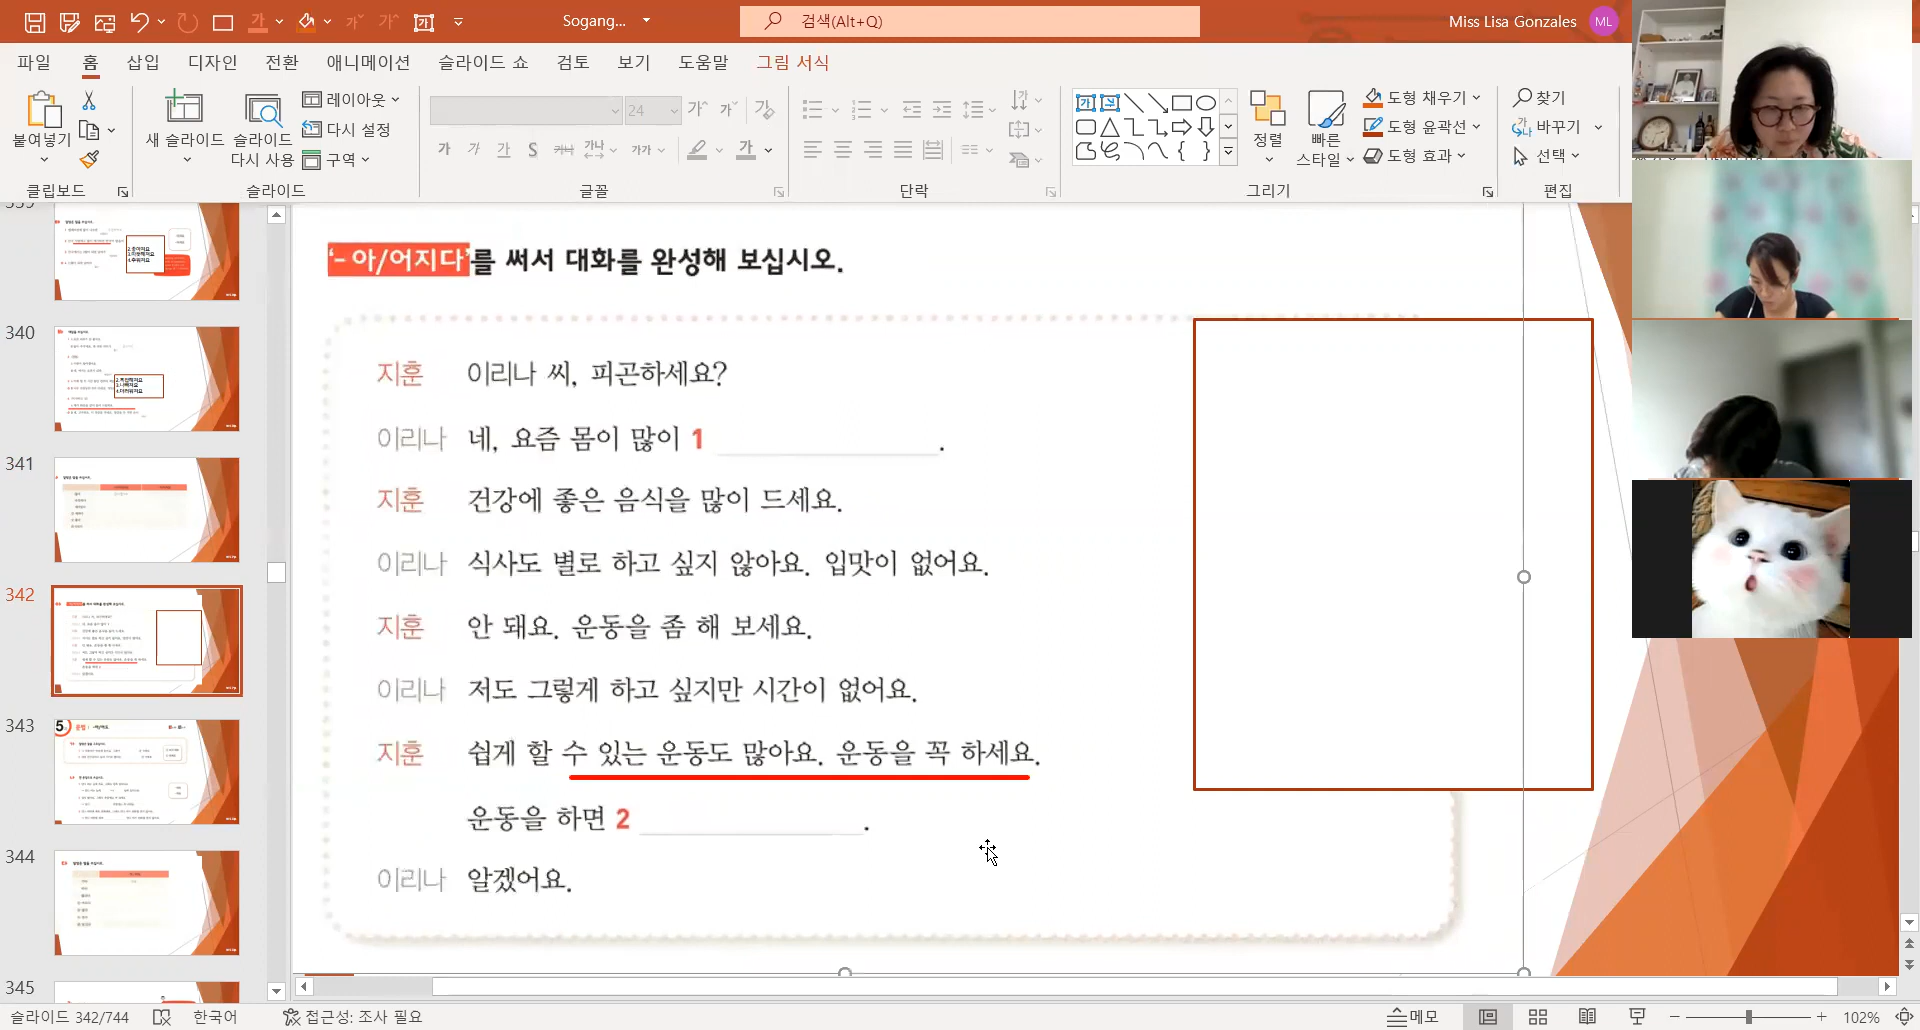 Sogang...
검색(Alt+Q)
Miss Lisa Gonzales
ML
파일 홈 삽입 디자인 전환 애니메이션 슬라이드 쇼 검토 보기 도움말 그림 서식
붙여넣기
새 슬라이드
슬라이드 다시 사용
레이아웃
다시 설정
구역
24
가 가 가 S 가나 가나 가가 가
정렬
빠른 스타일
도형 채우기
도형 윤곽선
도형 효과
찾기
바꾸기
선택
클립보드 슬라이드 글꼴 단락 그리기 편집
339
340
341
342
343
344
345
'-아/어지다'를 써서 대화를 완성해 보십시오.
지훈 이리나 씨, 피곤하세요?
이리나 네, 요즘 몸이 많이 1 .
지훈 건강에 좋은 음식을 많이 드세요.
이리나 식사도 별로 하고 싶지 않아요. 입맛이 없어요.
지훈 안 돼요. 운동을 좀 해 보세요.
이리나 저도 그렇게 하고 싶지만 시간이 없어요.
지훈 쉽게 할 수 있는 운동도 많아요. 운동을 꼭 하세요.
운동을 하면 2 .
이리나 알겠어요.
슬라이드 342/744 한국어 접근성: 조사 필요 메모 102%